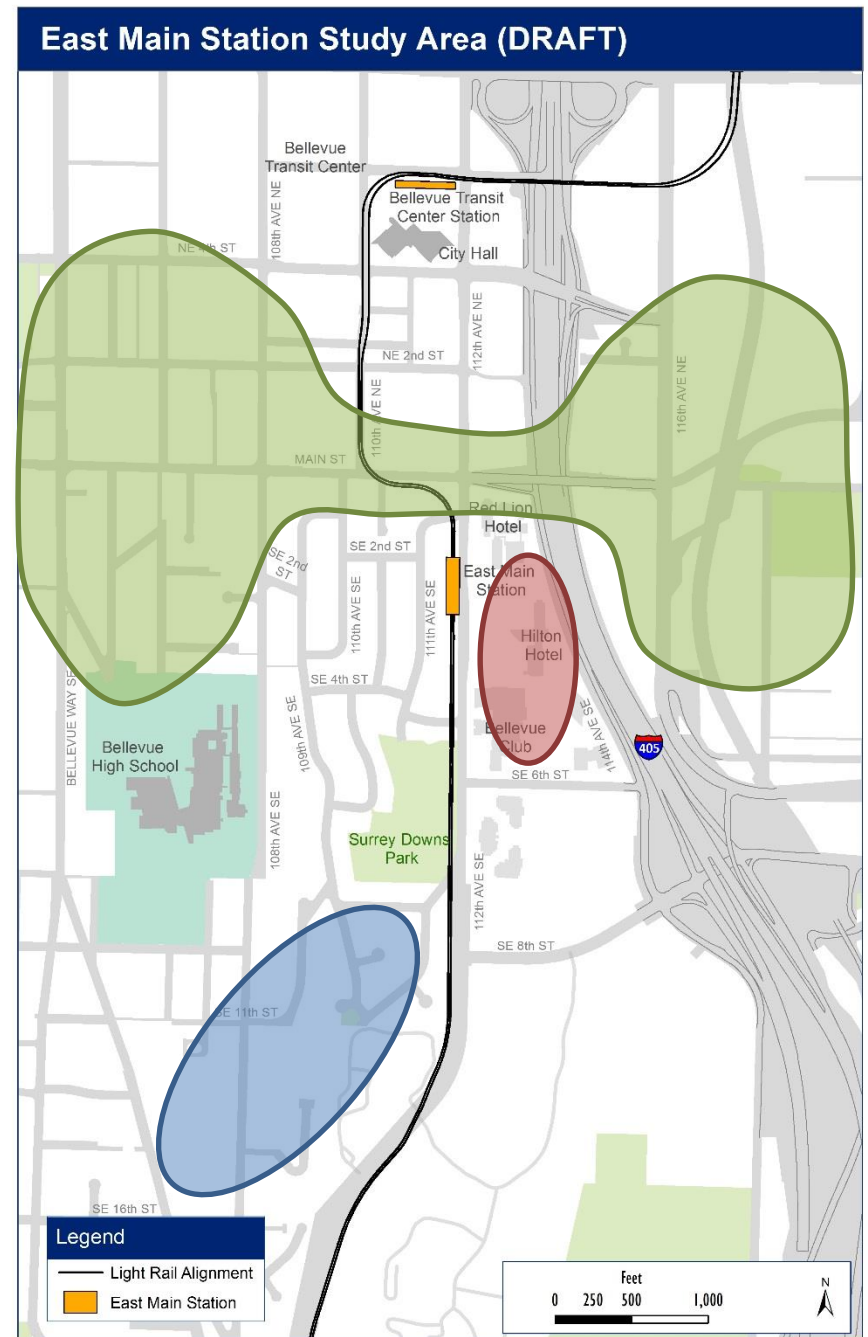 East Main Station Study Area (DRAFT)
Bellevue
Transit Center
Bellevue Transit
Center Station
108th AVE NE
NE 4th ST
City Hall
112th AVE NE
NE 2nd ST
110th AVE NE
116th AVE NE
MAIN ST
Red Lion
Hotel
SE 2nd ST
SE 2nd
ST
East Main
Station
110th AVE SE
111th AVE SE
Hilton
Hotel
SE 4th ST
BELLEVUE WAY SE
109th AVE SE
Bellevue
Club
114th AVE SE
405
Bellevue
High School
SE 6th ST
108th AVE SE
Surrey Downs
Park
112th AVE SE
SE 8th ST
SE 11th ST
SE 16th ST
Legend
Light Rail Alignment
East Main Station
Feet
0 250 500 1,000
N